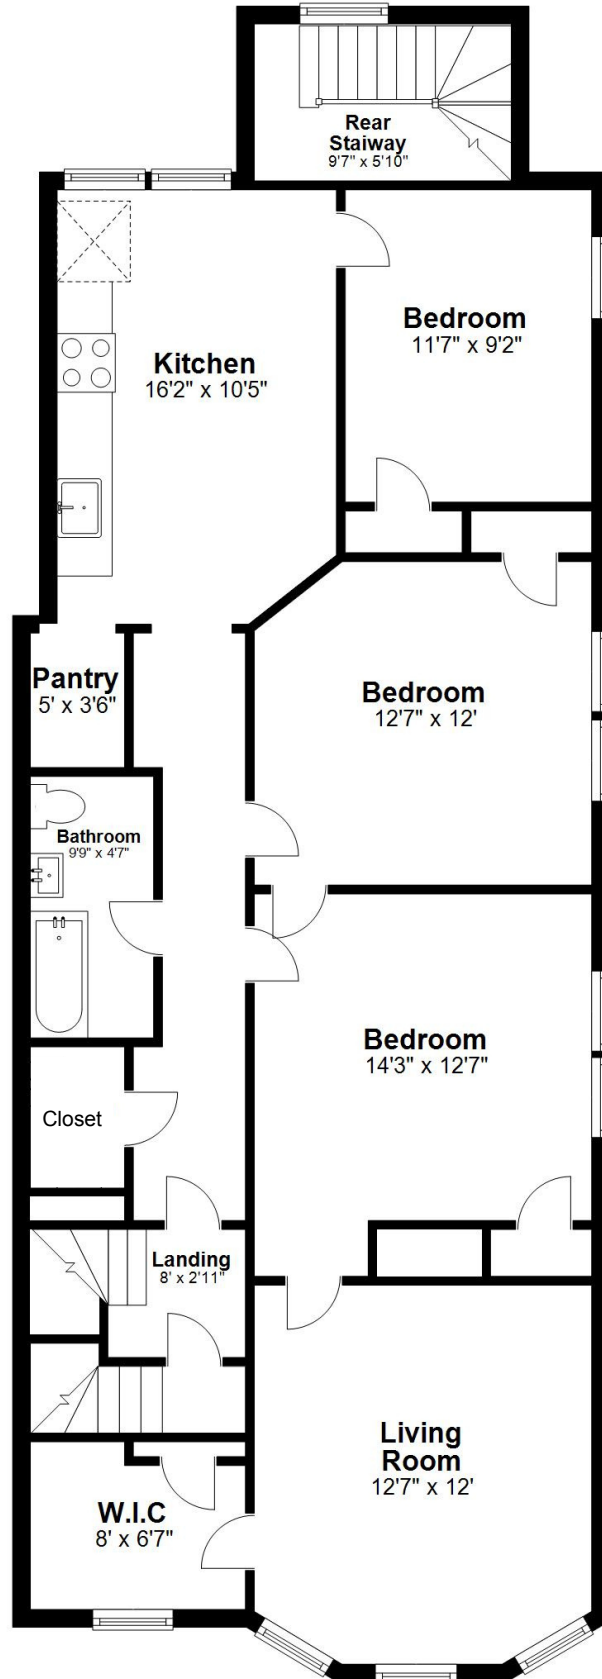 Rear
Staiway
9'7" x 5'10"
Bedroom
11'7" x 9'2"
Kitchen
16'2" x 10'5"
Pantry
5' x 3'6"
Bedroom
12'7" x 12'
Bathroom
9'9" x 4'7"
Bedroom
14'3" x 12'7"
Closet
Landing
8' x 2'11"
Living
Room
12'7" x 12'
W.I.C
8' x 6'7"